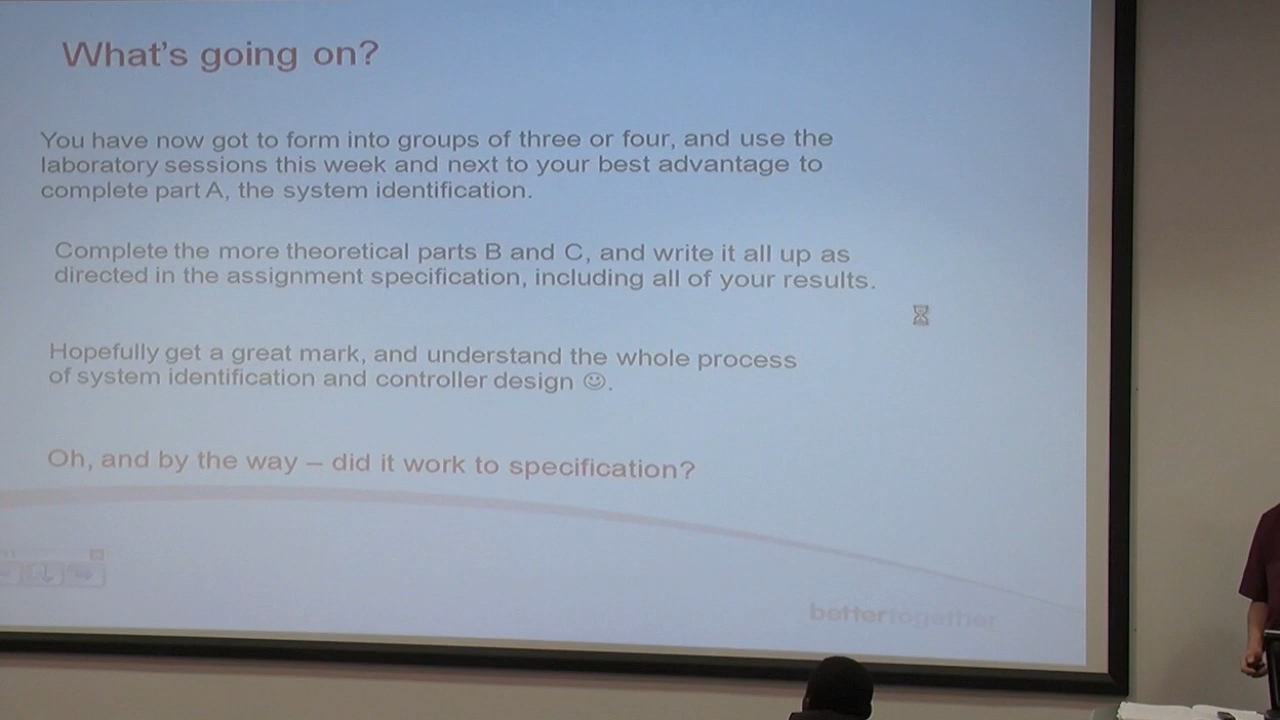 What's going on?
You have now got to form into groups of three or four, and use the
laboratory sessions this week and next to your best advantage to
complete part A, the system identification.
Complete the more theoretical parts B and C, and write it all up as
directed in the assignment specification, including all of your results.
Hopefully get a great mark, and understand the whole process
of system identification and controller design ☺.
Oh, and by the way – did it work to specification?
bettertogether